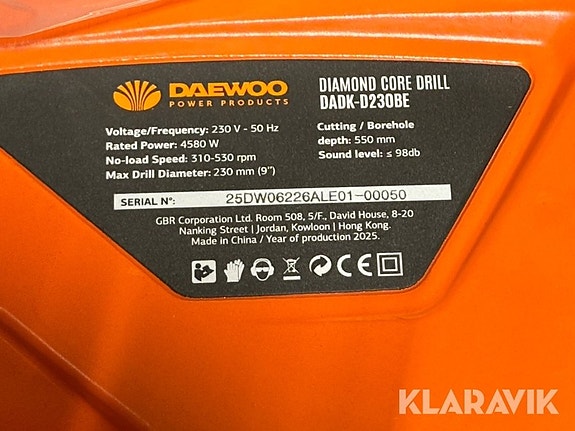 DAEWOO
POWER PRODUCTS
DIAMOND CORE DRILL
DADK-D230BE
Voltage/Frequency: 230 V - 50 Hz
Rated Power: 4580 W
No-load Speed: 310-530 rpm
Max Drill Diameter: 230 mm (9")
Cutting / Borehole
depth: 550 mm
Sound level: ≤ 98db
SERIAL N°: 25DW06226ALE01-00050
GBR Corporation Ltd. Room 508, 5/F., David House, 8-20
Nanking Street | Jordan, Kowloon | Hong Kong.
Made in China / Year of production 2025.
CE
KLARAVIK